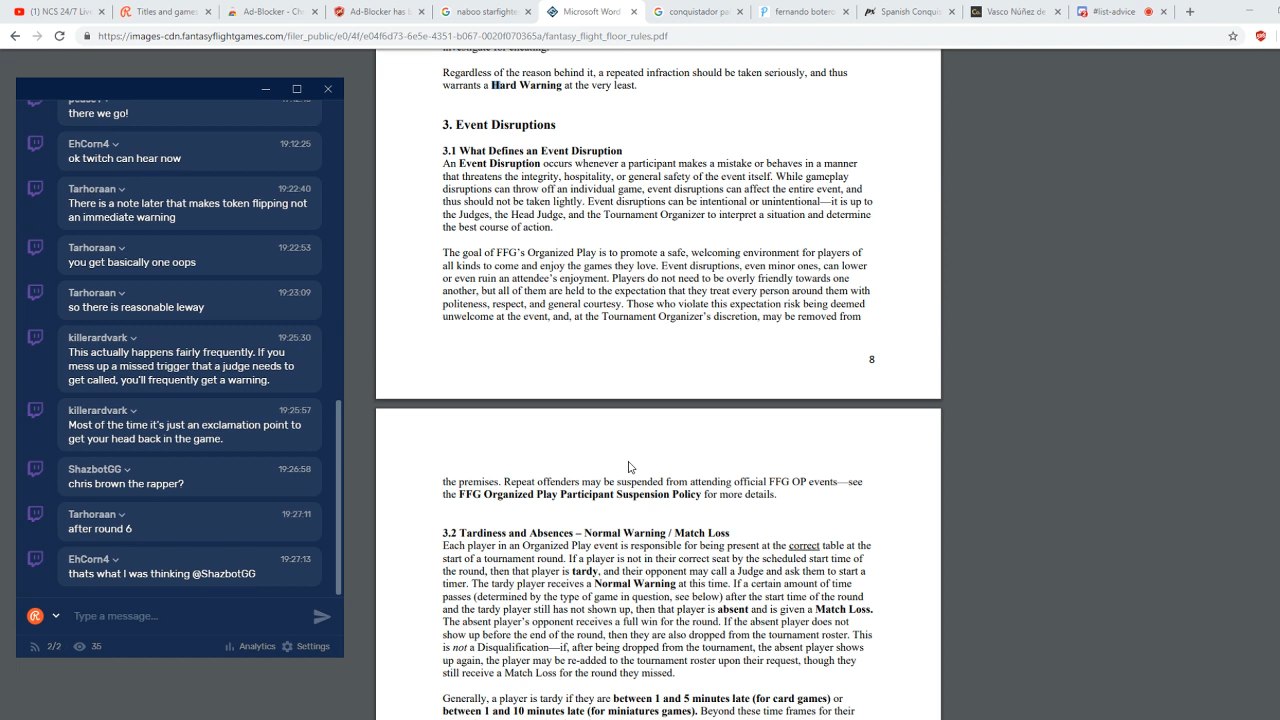 (1) NCS 24/7 Live
Titles and games
Ad-Blocker - Ch
Ad-Blocker has
naboo starfighte
Microsoft Word
conquistador pa
fernando botero
Spanish Conqui
Vasco Núñez de
#list-advice
https://images-cdn.fantasyflightgames.com/filer_public/e0/4f/e04f6d73-6e5e-4351-b067-0020f070365a/fantasy_flight_floor_rules.pdf
there we go!
EhCorn4 19:12:25
ok twitch can hear now
Tarhoraan 19:22:40
There is a note later that makes token flipping not
an immediate warning
Tarhoraan 19:22:53
you get basically one oops
Tarhoraan 19:23:09
so there is reasonable leway
killerardvark 19:25:30
This actually happens fairly frequently. If you
mess up a missed trigger that a judge needs to
get called, you'll frequently get a warning.
killerardvark 19:25:57
Most of the time it's just an exclamation point to
get your head back in the game.
ShazbotGG 19:26:58
chris brown the rapper?
Tarhoraan 19:27:11
after round 6
EhCorn4 19:27:13
thats what I was thinking @ShazbotGG
Type a message...
2/2 35 Analytics Settings
investigate for cheating.
Regardless of the reason behind it, a repeated infraction should be taken seriously, and thus
warrants a Hard Warning at the very least.
3. Event Disruptions
3.1 What Defines an Event Disruption
An Event Disruption occurs whenever a participant makes a mistake or behaves in a manner
that threatens the integrity, hospitality, or general safety of the event itself. While gameplay
disruptions can throw off an individual game, event disruptions can affect the entire event, and
thus should not be taken lightly. Event disruptions can be intentional or unintentional—it is up to
the Judges, the Head Judge, and the Tournament Organizer to interpret a situation and determine
the best course of action.
The goal of FFG's Organized Play is to promote a safe, welcoming environment for players of
all kinds to come and enjoy the games they love. Event disruptions, even minor ones, can lower
or even ruin an attendee's enjoyment. Players do not need to be overly friendly towards one
another, but all of them are held to the expectation that they treat every person around them with
politeness, respect, and general courtesy. Those who violate this expectation risk being deemed
unwelcome at the event, and, at the Tournament Organizer's discretion, may be removed from
8
the premises. Repeat offenders may be suspended from attending official FFG OP events—see
the FFG Organized Play Participant Suspension Policy for more details.
3.2 Tardiness and Absences – Normal Warning / Match Loss
Each player in an Organized Play event is responsible for being present at the correct table at the
start of a tournament round. If a player is not in their correct seat by the scheduled start time of
the round, then that player is tardy, and their opponent may call a Judge and ask them to start a
timer. The tardy player receives a Normal Warning at this time. If a certain amount of time
passes (determined by the type of game in question, see below) after the start time of the round
and the tardy player still has not shown up, then that player is absent and is given a Match Loss.
The absent player's opponent receives a full win for the round. If the absent player does not
show up before the end of the round, then they are also dropped from the tournament roster. This
is not a Disqualification—if, after being dropped from the tournament, the absent player shows
up again, the player may be re-added to the tournament roster upon their request, though they
still receive a Match Loss for the round they missed.
Generally, a player is tardy if they are between 1 and 5 minutes late (for card games) or
between 1 and 10 minutes late (for miniatures games). Beyond these time frames for their